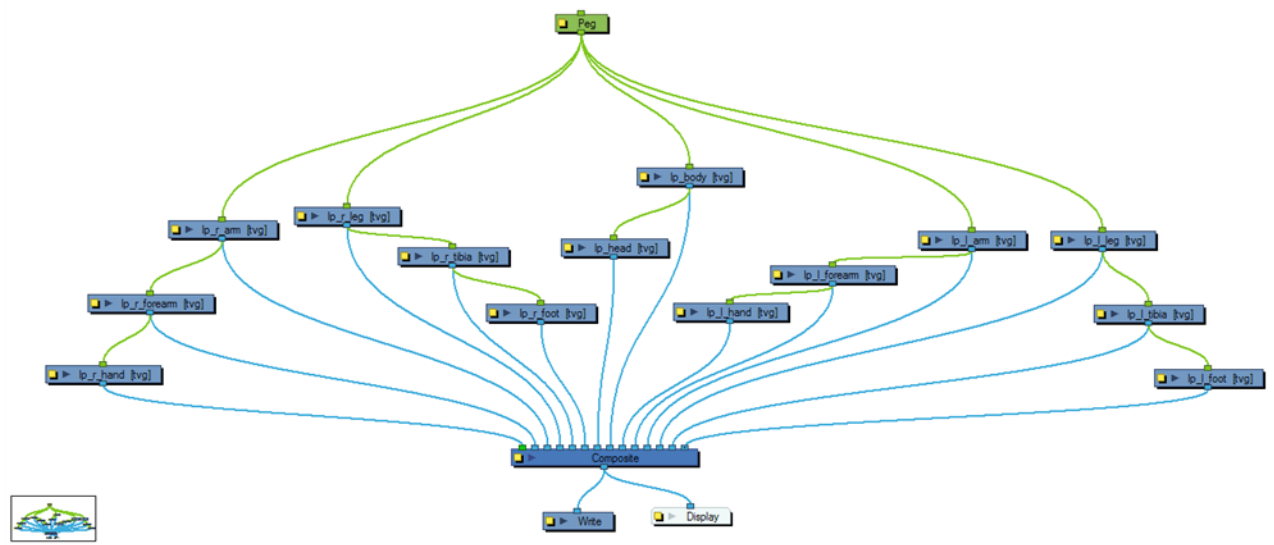 Peg
lp_body [tvg]
lp_r_leg [tvg]
lp_r_arm [tvg]
lp_l_arm [tvg]
lp_l_leg [tvg]
lp_head [tvg]
lp_r_tibia [tvg]
lp_l_forearm [tvg]
lp_r_forearm [tvg]
lp_r_foot [tvg]
lp_l_hand [tvg]
lp_l_tibia [tvg]
lp_r_hand [tvg]
lp_l_foot [tvg]
Composite
Write
Display